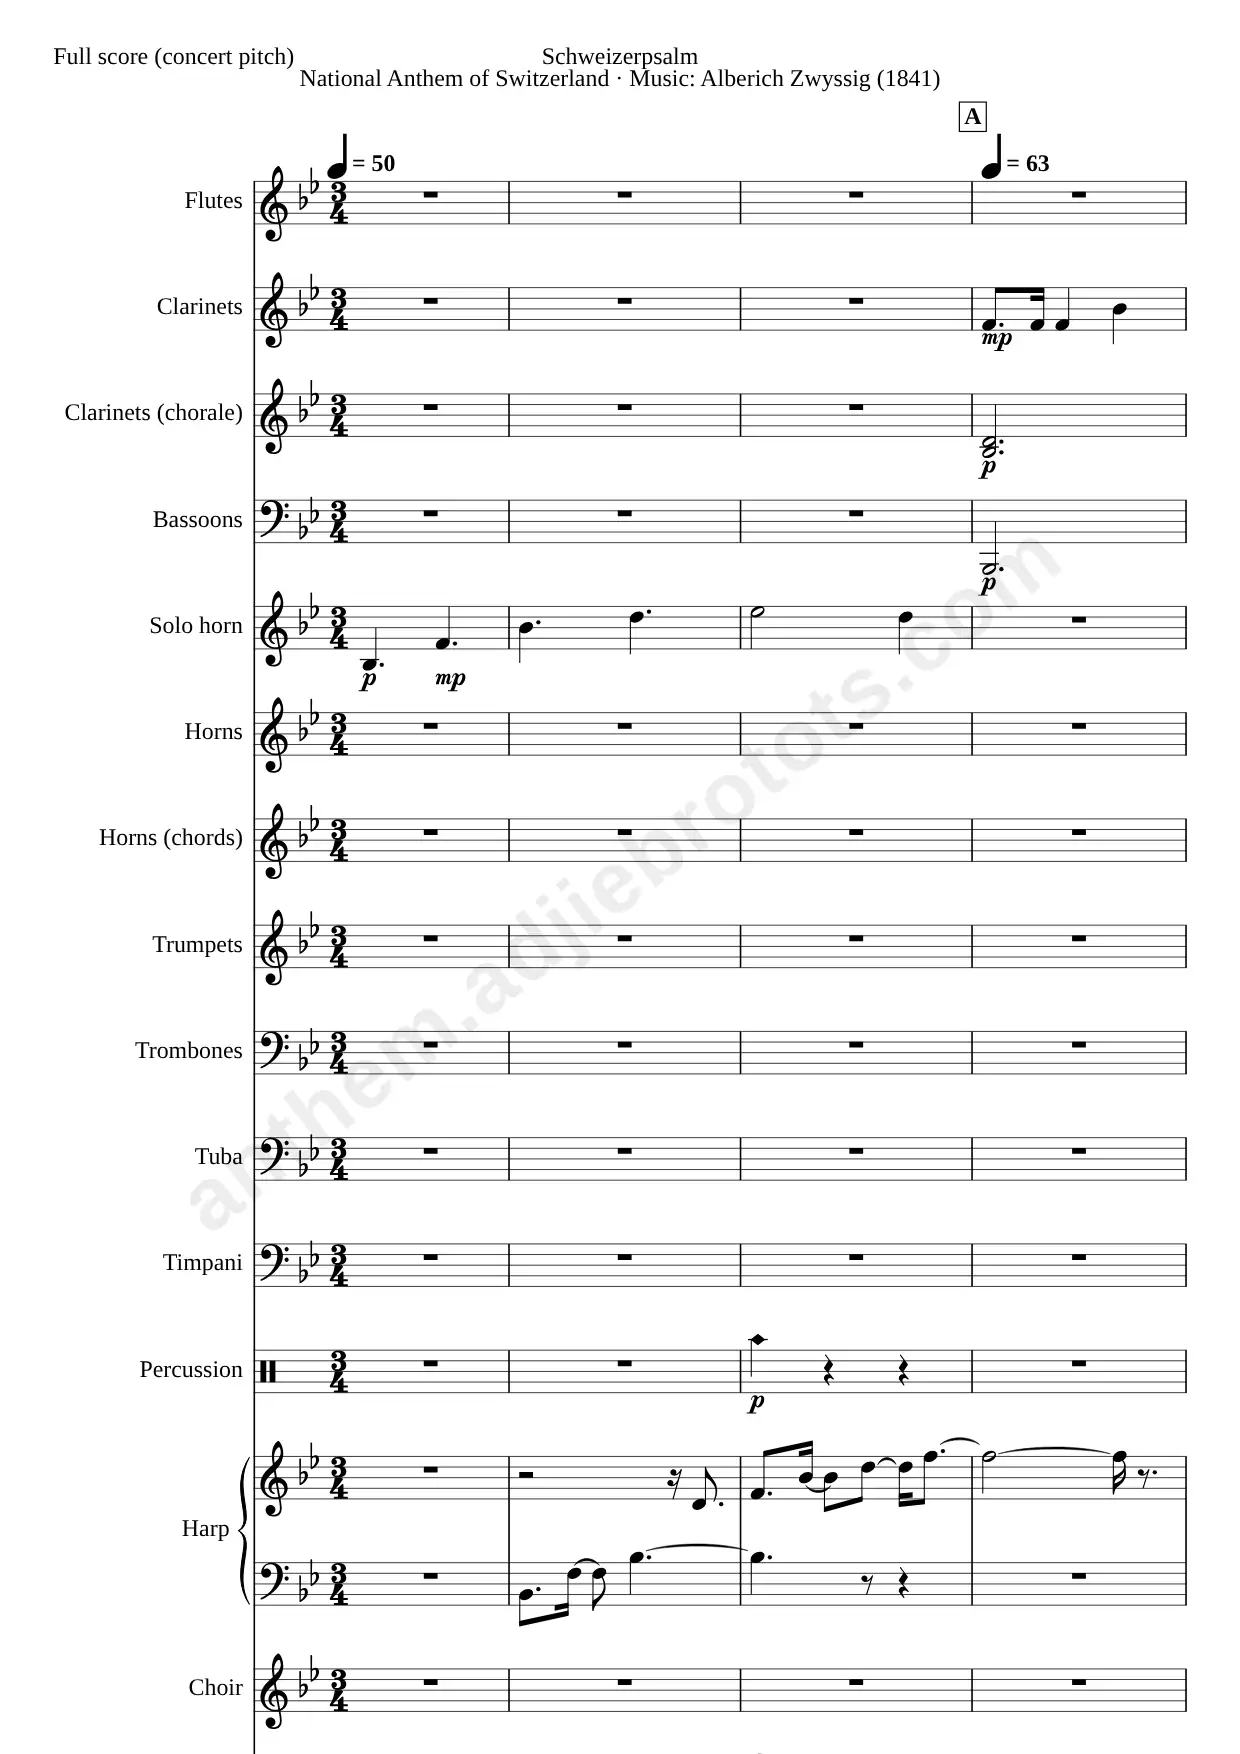 Full score (concert pitch)
Schweizerpsalm
National Anthem of Switzerland · Music: Alberich Zwyssig (1841)
A
= 50
= 63
Flutes
Clarinets
mp
Clarinets (chorale)
p
Bassoons
p
Solo horn
p mp
Horns
Horns (chords)
Trumpets
Trombones
Tuba
Timpani
Percussion
p
Harp
Choir
anthem.adjiebrotots.com